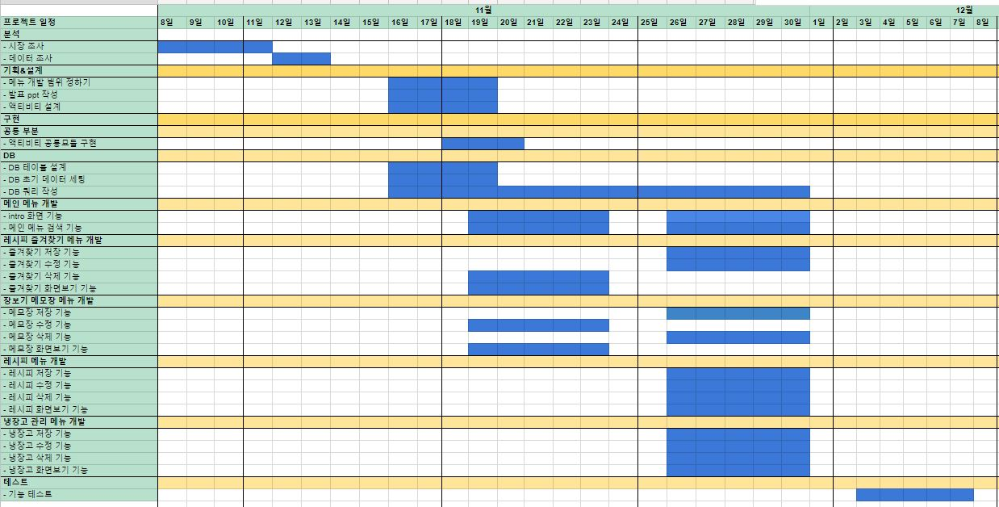 11월 12월
프로젝트 일정 8일 9일 10일 11일 12일 13일 14일 15일 16일 17일 18일 19일 20일 21일 22일 23일 24일 25일 26일 27일 28일 29일 30일 1일 2일 3일 4일 5일 6일 7일 8일
분석
- 시장 조사
- 데이터 조사
기획&설계
- 메뉴 개발 범위 정하기
- 발표 ppt 작성
- 액티비티 설계
구현
공통 부분
- 액티비티 공통모듈 구현
DB
- DB 테이블 설계
- DB 초기 데이터 세팅
- DB 쿼리 작성
메인 메뉴 개발
- intro 화면 기능
- 메인 메뉴 검색 기능
레시피 즐겨찾기 메뉴 개발
- 즐겨찾기 저장 기능
- 즐겨찾기 수정 기능
- 즐겨찾기 삭제 기능
- 즐겨찾기 화면보기 기능
장보기 메모장 메뉴 개발
- 메모장 저장 기능
- 메모장 수정 기능
- 메모장 삭제 기능
- 메모장 화면보기 기능
레시피 메뉴 개발
- 레시피 저장 기능
- 레시피 수정 기능
- 레시피 삭제 기능
- 레시피 화면보기 기능
냉장고 관리 메뉴 개발
- 냉장고 저장 기능
- 냉장고 수정 기능
- 냉장고 삭제 기능
- 냉장고 화면보기 기능
테스트
- 기능 테스트